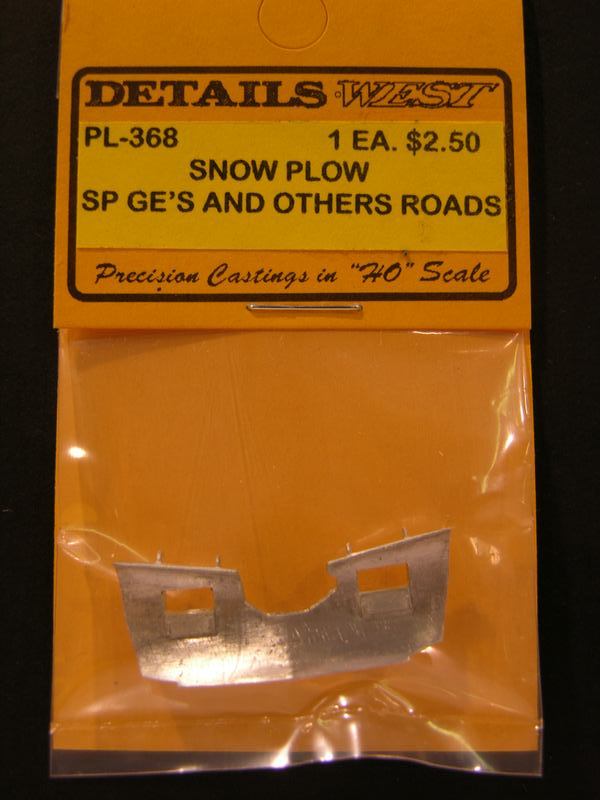 DETAILS WEST
PL-368 1 EA. $2.50
SNOW PLOW
SP GE'S AND OTHERS ROADS
Precision Castings in "HO" Scale